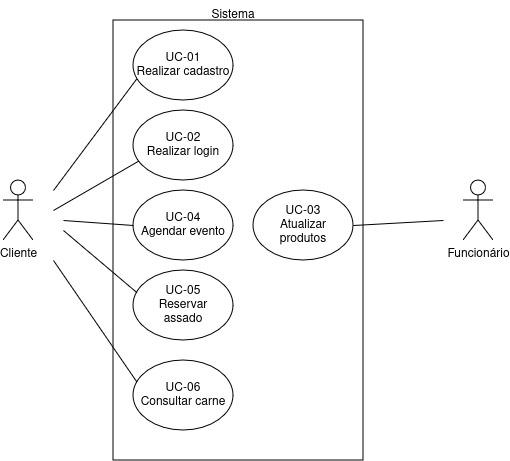 Sistema
UC-01
Realizar cadastro
UC-02
Realizar login
UC-04
Agendar evento
UC-03
Atualizar
produtos
Cliente
Funcionário
UC-05
Reservar
assado
UC-06
Consultar carne